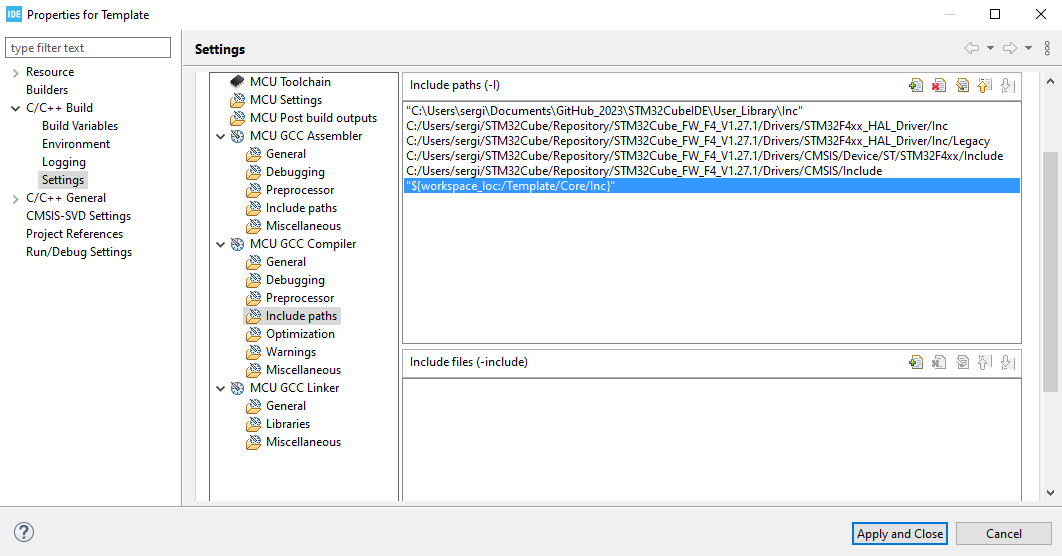 IDE Properties for Template
type filter text
Resource
Builders
C/C++ Build
Build Variables
Environment
Logging
Settings
C/C++ General
CMSIS-SVD Settings
Project References
Run/Debug Settings
Settings
MCU Toolchain
MCU Settings
MCU Post build outputs
MCU GCC Assembler
General
Debugging
Preprocessor
Include paths
Miscellaneous
MCU GCC Compiler
General
Debugging
Preprocessor
Include paths
Optimization
Warnings
Miscellaneous
MCU GCC Linker
General
Libraries
Miscellaneous
Include paths (-I)
"C:\Users\sergi\Documents\GitHub_2023\STM32CubeIDE\User_Library\Inc"
C:/Users/sergi/STM32Cube/Repository/STM32Cube_FW_F4_V1.27.1/Drivers/STM32F4xx_HAL_Driver/Inc
C:/Users/sergi/STM32Cube/Repository/STM32Cube_FW_F4_V1.27.1/Drivers/STM32F4xx_HAL_Driver/Inc/Legacy
C:/Users/sergi/STM32Cube/Repository/STM32Cube_FW_F4_V1.27.1/Drivers/CMSIS/Device/ST/STM32F4xx/Include
C:/Users/sergi/STM32Cube/Repository/STM32Cube_FW_F4_V1.27.1/Drivers/CMSIS/Include
"${workspace_loc:/Template/Core/Inc}"
Include files (-include)
Apply and Close
Cancel